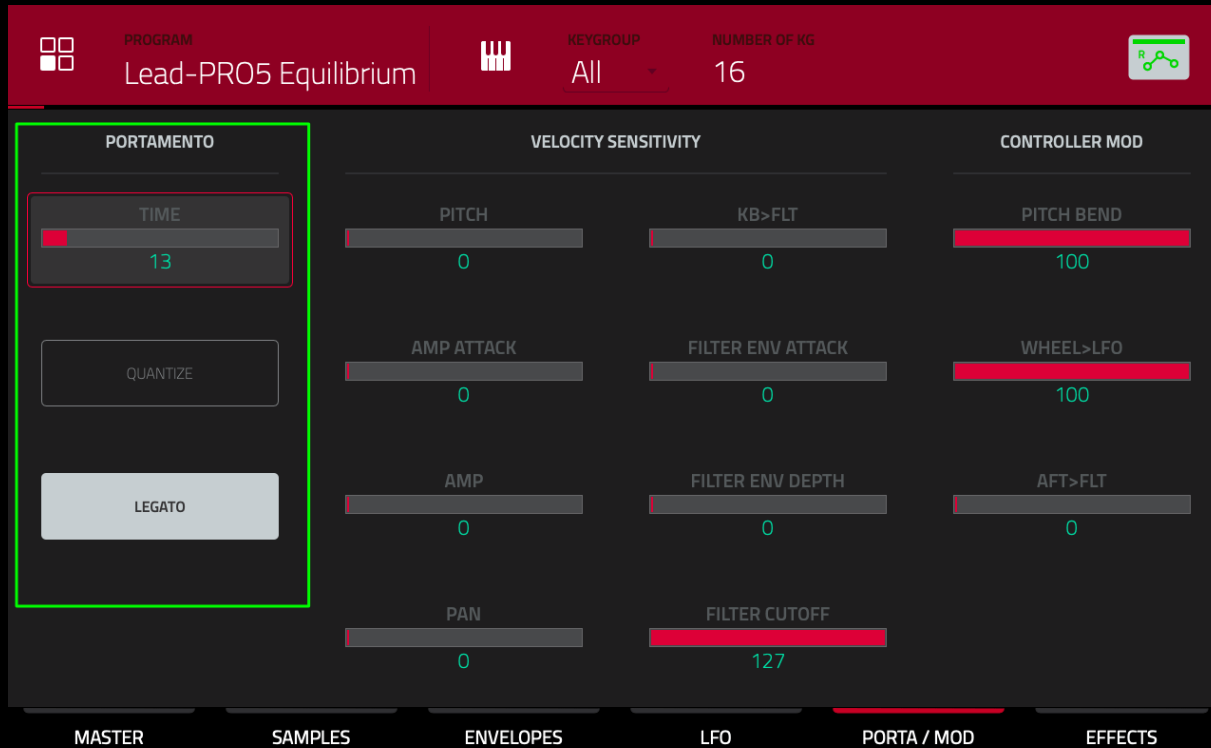 PROGRAM
Lead-PRO5 Equilibrium
KEYGROUP
All
NUMBER OF KG
16
R
PORTAMENTO
TIME
13
QUANTIZE
LEGATO
VELOCITY SENSITIVITY
PITCH
0
KB>FLT
0
AMP ATTACK
0
FILTER ENV ATTACK
0
AMP
0
FILTER ENV DEPTH
0
PAN
0
FILTER CUTOFF
127
CONTROLLER MOD
PITCH BEND
100
WHEEL>LFO
100
AFT>FLT
0
MASTER
SAMPLES
ENVELOPES
LFO
PORTA / MOD
EFFECTS